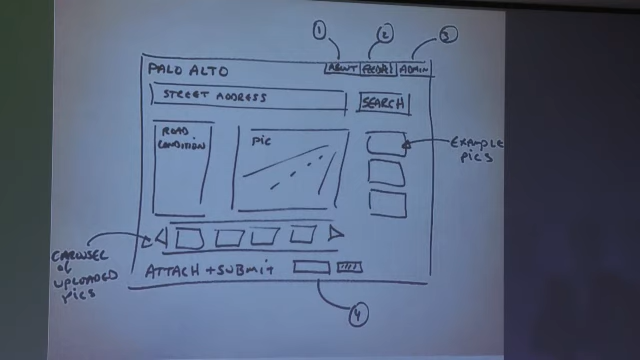 1 2 3
PALO ALTO
ABOUT
ADMIN
STREET ADDRESS
SEARCH
ROAD
CONDITION
PIC
EXAMPLE
PICS
CAROUSEL
OF
UPLOADED
PICS
ATTACH + SUBMIT
4